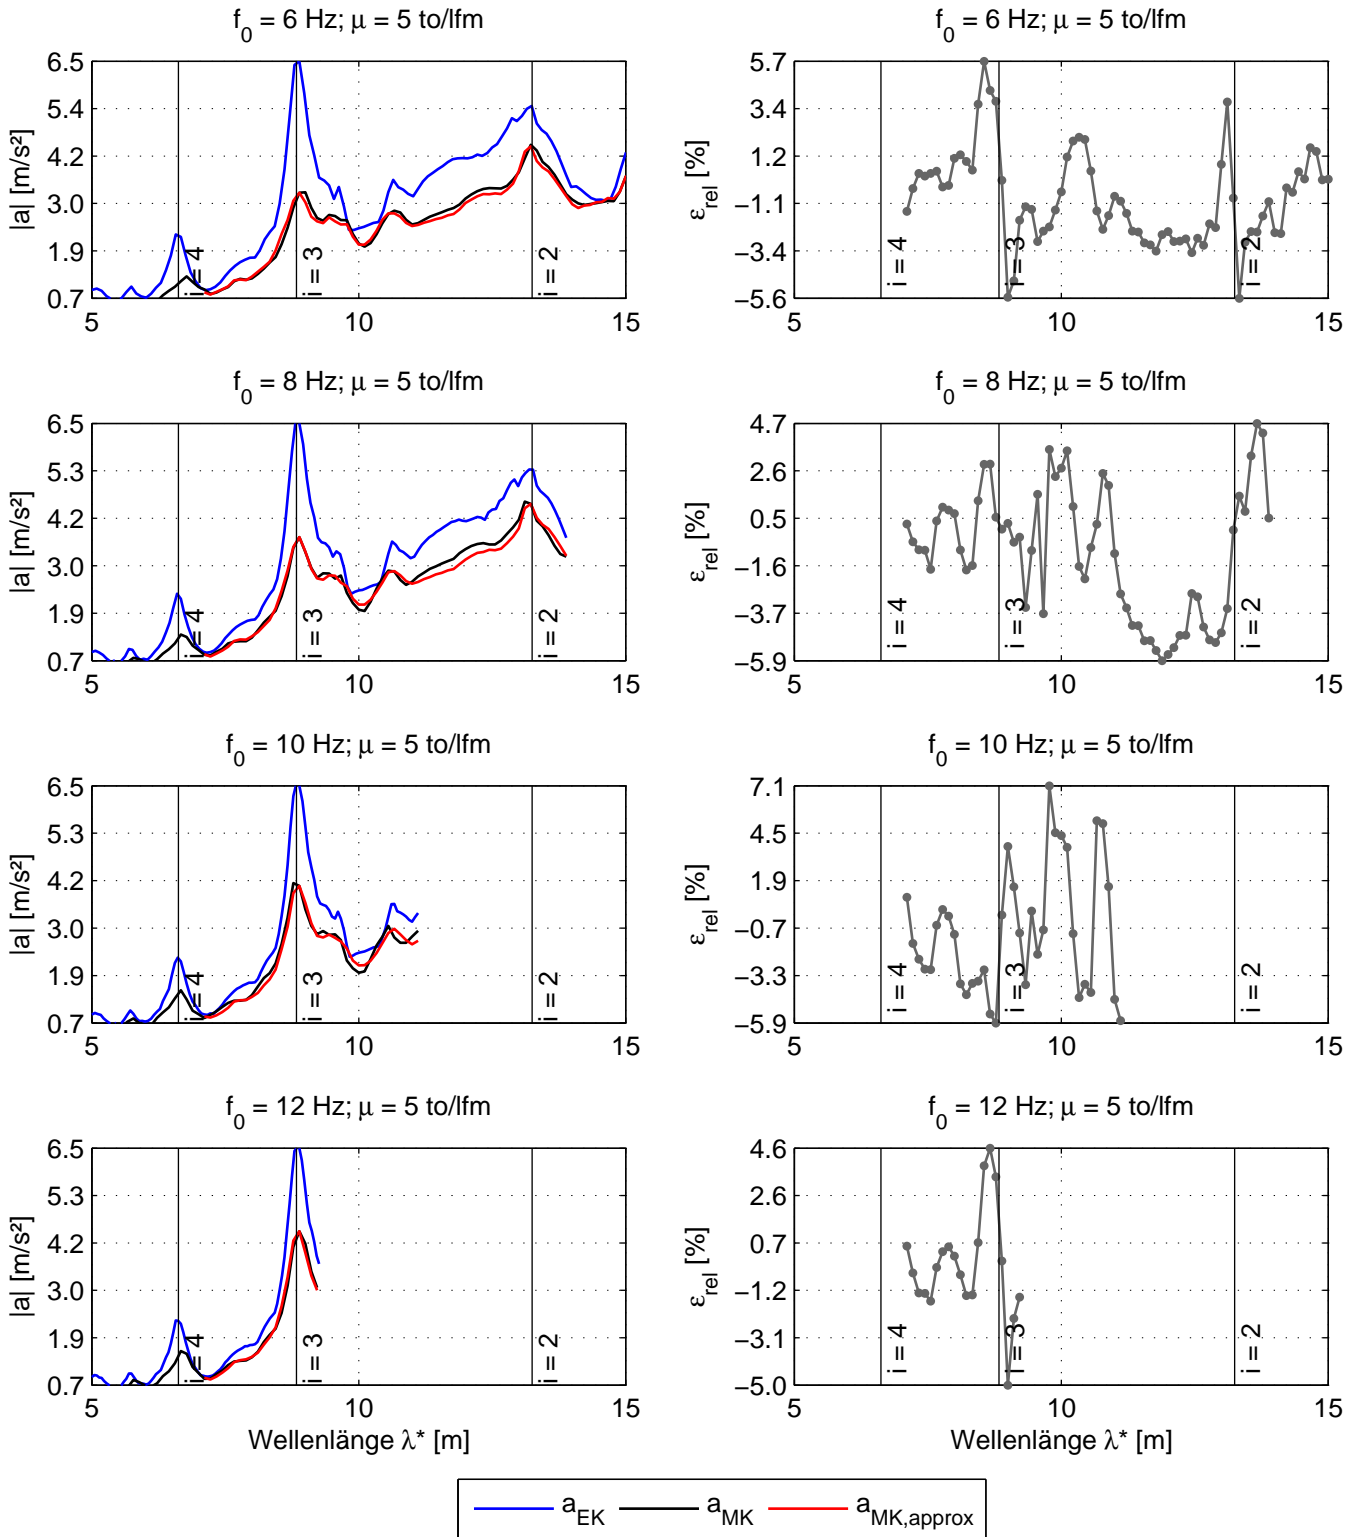 f0 = 6 Hz; μ = 5 to/lfm
|a| [m/s²]
6.5
5.4
4.2
3.0
1.9
0.7
i = 4
i = 3
i = 2
5 10 15
f0 = 6 Hz; μ = 5 to/lfm
εrel [%]
5.7
3.4
1.2
−1.1
−3.4
−5.6
i = 4
i = 3
i = 2
5 10 15
f0 = 8 Hz; μ = 5 to/lfm
|a| [m/s²]
6.5
5.3
4.2
3.0
1.9
0.7
i = 4
i = 3
i = 2
5 10 15
f0 = 8 Hz; μ = 5 to/lfm
εrel [%]
4.7
2.6
0.5
−1.6
−3.7
−5.9
i = 4
i = 3
i = 2
5 10 15
f0 = 10 Hz; μ = 5 to/lfm
|a| [m/s²]
6.5
5.3
4.2
3.0
1.9
0.7
i = 4
i = 3
i = 2
5 10 15
f0 = 10 Hz; μ = 5 to/lfm
εrel [%]
7.1
4.5
1.9
−0.7
−3.3
−5.9
i = 4
i = 3
i = 2
5 10 15
f0 = 12 Hz; μ = 5 to/lfm
|a| [m/s²]
6.5
5.3
4.2
3.0
1.9
0.7
i = 4
i = 3
i = 2
5 10 15
Wellenlänge λ* [m]
f0 = 12 Hz; μ = 5 to/lfm
εrel [%]
4.6
2.6
0.7
−1.2
−3.1
−5.0
i = 4
i = 3
i = 2
5 10 15
Wellenlänge λ* [m]
aEK aMK aMK,approx